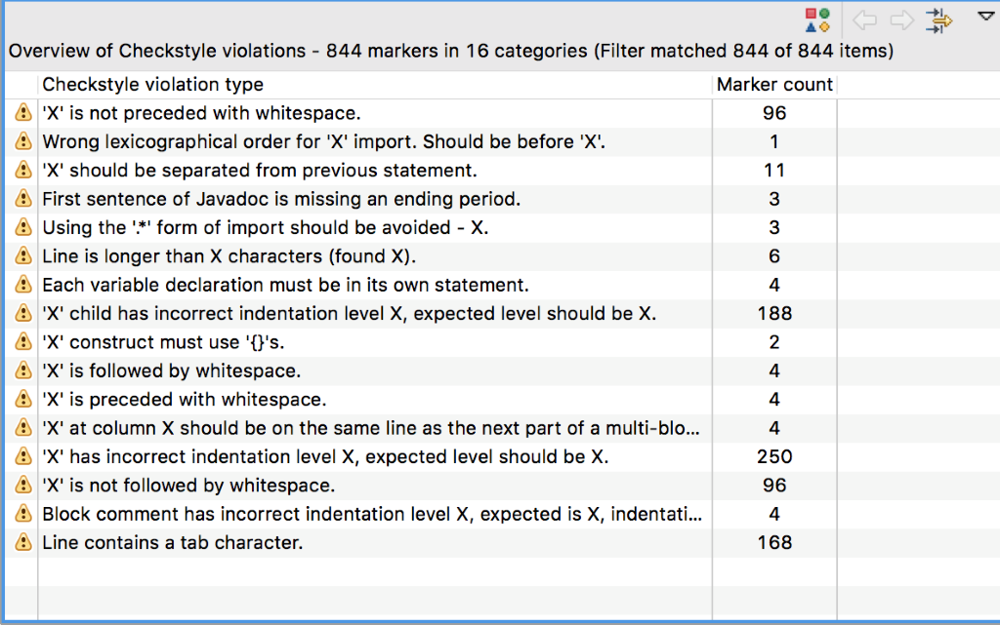 Overview of Checkstyle violations - 844 markers in 16 categories (Filter matched 844 of 844 items)
Checkstyle violation type Marker count
'X' is not preceded with whitespace. 96
Wrong lexicographical order for 'X' import. Should be before 'X'. 1
'X' should be separated from previous statement. 11
First sentence of Javadoc is missing an ending period. 3
Using the '.*' form of import should be avoided - X. 3
Line is longer than X characters (found X). 6
Each variable declaration must be in its own statement. 4
'X' child has incorrect indentation level X, expected level should be X. 188
'X' construct must use '{}'s. 2
'X' is followed by whitespace. 4
'X' is preceded with whitespace. 4
'X' at column X should be on the same line as the next part of a multi-blo... 4
'X' has incorrect indentation level X, expected level should be X. 250
'X' is not followed by whitespace. 96
Block comment has incorrect indentation level X, expected is X, indentati... 4
Line contains a tab character. 168